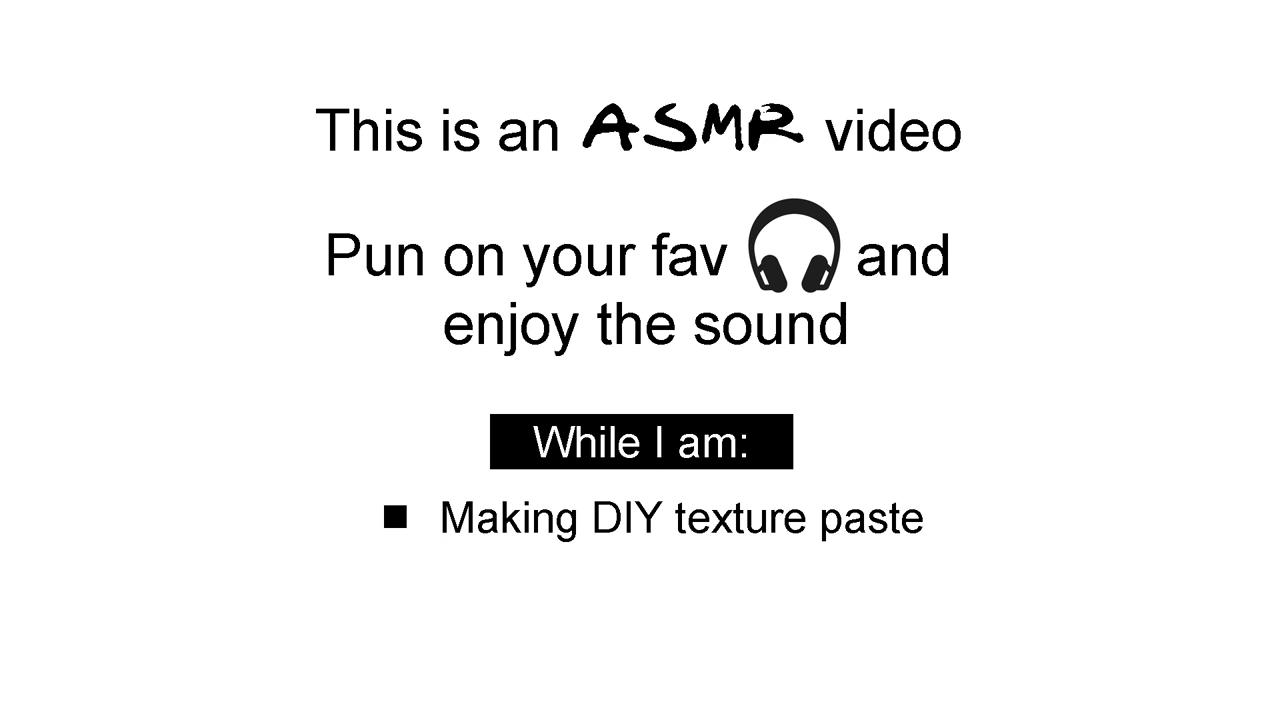 This is an ASMR video
Pun on your fav and
enjoy the sound
While I am:
Making DIY texture paste